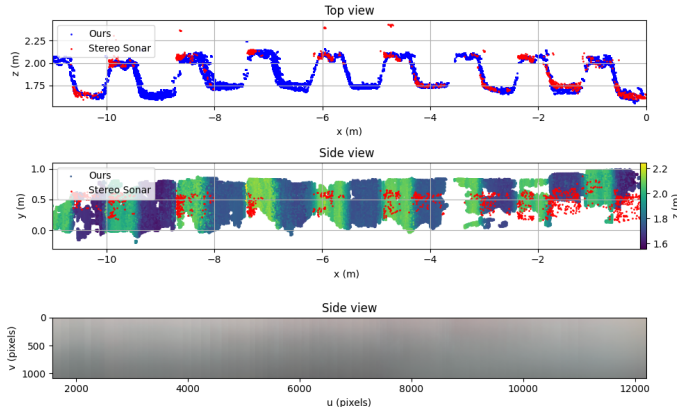 Top view
Ours
Stereo Sonar
2.25
2.00
1.75
z (m)
−10
−8
−6
−4
−2
0
x (m)
Side view
Ours
Stereo Sonar
1.0
0.5
0.0
y (m)
−10
−8
−6
−4
−2
x (m)
2.2
2.0
1.8
1.6
z (m)
Side view
0
500
1000
v (pixels)
2000
4000
6000
8000
10000
12000
u (pixels)